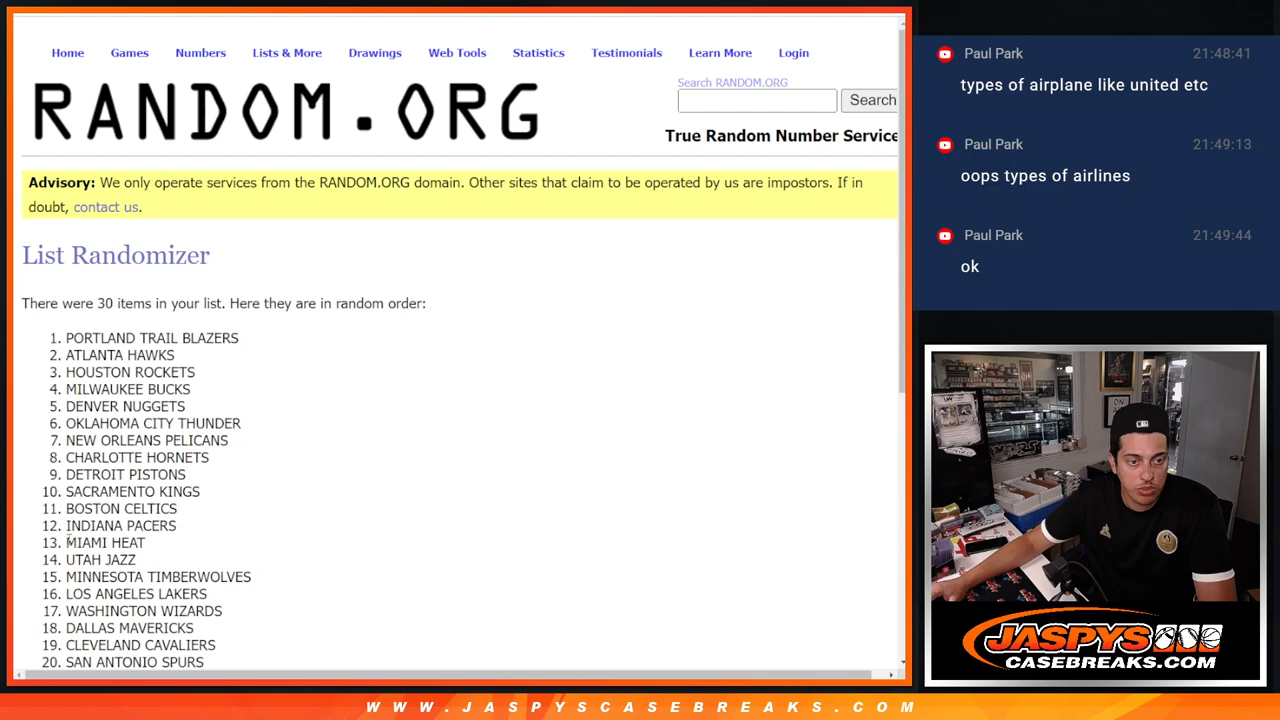 Home Games Numbers Lists & More Drawings Web Tools Statistics Testimonials Learn More Login
RANDOM.ORG
Search RANDOM.ORG
Search
True Random Number Service
Advisory: We only operate services from the RANDOM.ORG domain. Other sites that claim to be operated by us are impostors. If in
doubt, contact us.
List Randomizer
There were 30 items in your list. Here they are in random order:
1. PORTLAND TRAIL BLAZERS
2. ATLANTA HAWKS
3. HOUSTON ROCKETS
4. MILWAUKEE BUCKS
5. DENVER NUGGETS
6. OKLAHOMA CITY THUNDER
7. NEW ORLEANS PELICANS
8. CHARLOTTE HORNETS
9. DETROIT PISTONS
10. SACRAMENTO KINGS
11. BOSTON CELTICS
12. INDIANA PACERS
13. MIAMI HEAT
14. UTAH JAZZ
15. MINNESOTA TIMBERWOLVES
16. LOS ANGELES LAKERS
17. WASHINGTON WIZARDS
18. DALLAS MAVERICKS
19. CLEVELAND CAVALIERS
20. SAN ANTONIO SPURS
Paul Park 21:48:41
types of airplane like united etc
Paul Park 21:49:13
oops types of airlines
Paul Park 21:49:44
ok
JASPYS
CASEBREAKS.COM
WWW.JASPYSCASEBREAKS.COM